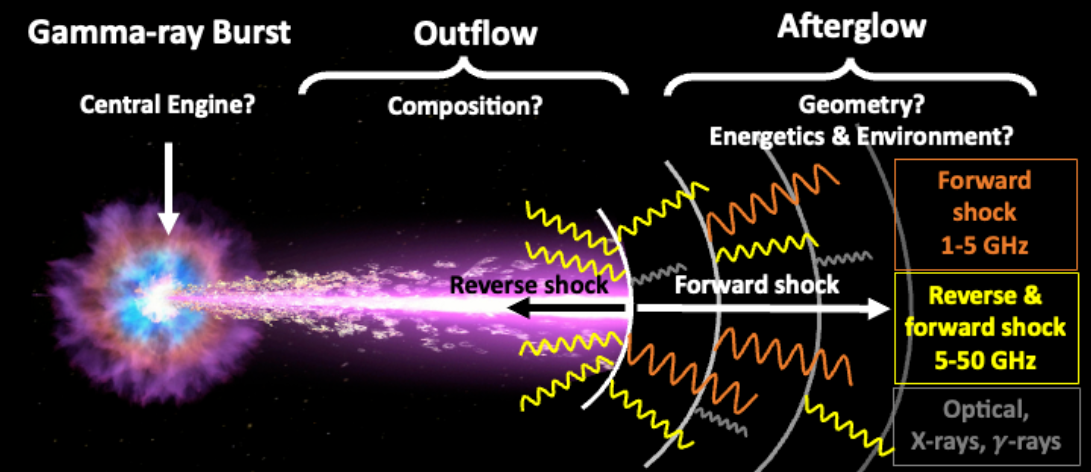 Gamma-ray Burst
Outflow
Afterglow
Central Engine?
Composition?
Geometry?
Energetics & Environment?
Reverse shock
Forward shock
Forward
shock
1-5 GHz
Reverse &
forward shock
5-50 GHz
Optical,
X-rays, γ-rays